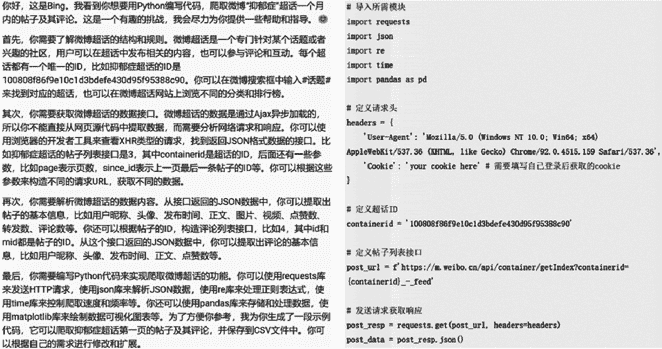 你好，这是Bing。我看到你想要用Python编写代码，爬取微博“抑郁症”超话一个月
内的帖子及其评论。这是一个有趣的挑战，我会尽力为你提供一些帮助和指导。
首先，你需要了解微博超话的结构和规则。微博超话是一个专门针对某个话题或者
兴趣的社区，用户可以在超话中发布相关的内容，也可以参与评论和互动。每个超
话都有一个唯一的ID，比如抑郁症超话的ID是
100808f86f9e10c1d3bdefe430d95f95388c90。你可以在微博搜索框中输入#话题#
来找到对应的超话，也可以在微博网站上浏览不同的分类和排行榜。
其次，你需要获取微博超话的数据接口。微博超话的数据是通过Ajax异步加载的，
所以你不能直接从网页源代码中提取数据，而需要分析网络请求和响应。你可以使
用浏览器的开发者工具来查看XHR类型的请求，找到返回JSON格式数据的接口。比
如抑郁症超话的帖子列表接口是3，其中containerid是超话的ID，后面还有一些参
数，比如page表示页数，since_id表示上一页最后一条帖子的ID等。你可以根据这
些参数来构造不同的请求URL，获取不同的数据。
再次，你需要解析微博超话的数据内容。从接口返回的JSON数据中，你可以提取出
帖子的基本信息，比如用户昵称、头像、发布时间、正文、图片、视频、点赞数、
转发数、评论数等。你还可以根据帖子的ID，构造评论列表接口，比如4，其中id和
mid都是帖子的ID。从这个接口返回的JSON数据中，你可以提取出评论的基本信
息，比如用户昵称、头像、发布时间、正文、点赞数等。
最后，你需要编写Python代码来实现爬取微博超话的功能。你可以使用requests库
来发送HTTP请求，使用json库来解析JSON数据，使用re库来处理正则表达式，使
用time库来控制爬取速度和频率等。你还可以使用pandas库来存储和处理数据，使
用matplotlib库来绘制数据可视化图表等。为了方便你参考，我为你生成了一段示例
代码，它可以爬取抑郁症超话第一页的帖子及其评论，并保存到CSV文件中。你可
以根据自己的需求进行修改和扩展。
# 导入所需模块
import requests
import json
import re
import time
import pandas as pd
# 定义请求头
headers = {
'User-Agent': 'Mozilla/5.0 (Windows NT 10.0; Win64; x64)
AppleWebKit/537.36 (KHTML, like Gecko) Chrome/92.0.4515.159 Safari/537.36',
'Cookie': 'your cookie here' # 需要填写自己登录后获取的cookie
}
# 定义超话ID
containerid = '100808f86f9e10c1d3bdefe430d95f95388c90'
# 定义帖子列表接口
post_url = f'https://m.weibo.cn/api/container/getIndex?containerid=
{containerid}_-_feed'
# 发送请求获取响应
post_resp = requests.get(post_url, headers=headers)
post_data = post_resp.json()